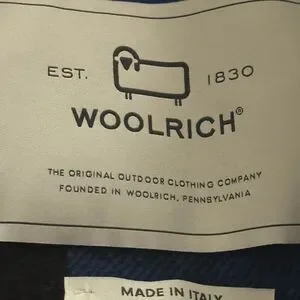 EST. 1830
WOOLRICH®
THE ORIGINAL OUTDOOR CLOTHING COMPANY
FOUNDED IN WOOLRICH, PENNSYLVANIA
MADE IN ITALY